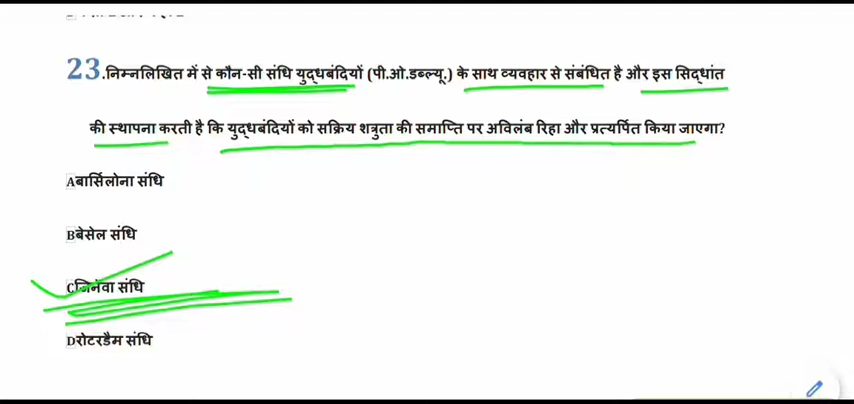 23.निम्नलिखित में से कौन-सी संधि युद्धबंदियों (पी.ओ.डब्ल्यू.) के साथ व्यवहार से संबंधित है और इस सिद्धांत
की स्थापना करती है कि युद्धबंदियों को सक्रिय शत्रुता की समाप्ति पर अविलंब रिहा और प्रत्यर्पित किया जाएगा?
Aबार्सिलोना संधि
Bबेसेल संधि
Cजिनेवा संधि
Dरोटरडैम संधि